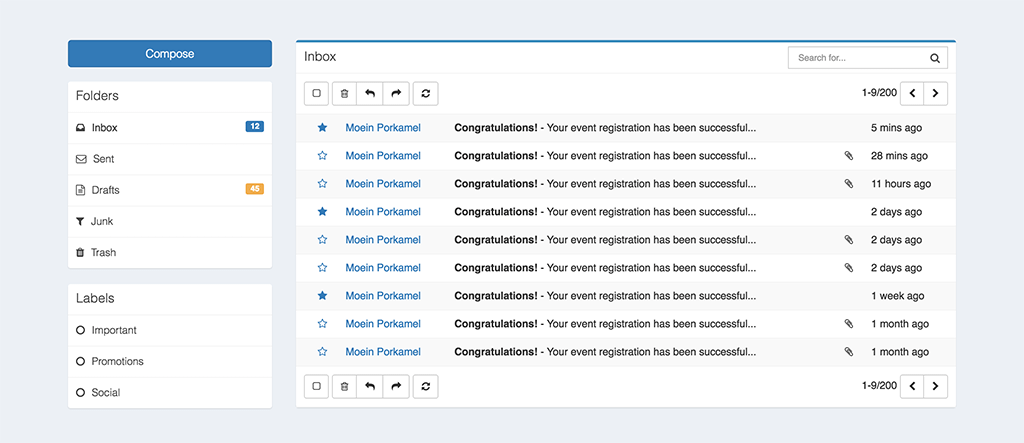 Compose
Folders
Inbox 12
Sent
Drafts 45
Junk
Trash
Labels
Important
Promotions
Social
Inbox Search for...
1-9/200
Moein Porkamel Congratulations! - Your event registration has been successful... 5 mins ago
Moein Porkamel Congratulations! - Your event registration has been successful... 28 mins ago
Moein Porkamel Congratulations! - Your event registration has been successful... 11 hours ago
Moein Porkamel Congratulations! - Your event registration has been successful... 2 days ago
Moein Porkamel Congratulations! - Your event registration has been successful... 2 days ago
Moein Porkamel Congratulations! - Your event registration has been successful... 2 days ago
Moein Porkamel Congratulations! - Your event registration has been successful... 1 week ago
Moein Porkamel Congratulations! - Your event registration has been successful... 1 month ago
Moein Porkamel Congratulations! - Your event registration has been successful... 1 month ago
1-9/200